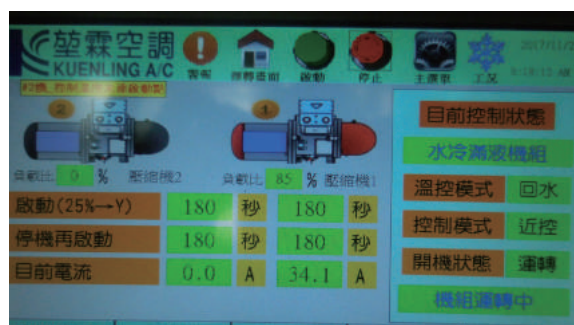 堃霖空調
KUENLING A/C
警報
啟動
停止
主選單
工況
2017/11/2
2
1
負載比 0 % 壓縮機2
負載比 85 % 壓縮機1
啟動(25%→Y) 180 秒 180 秒
停機再啟動 180 秒 180 秒
目前電流 0.0 A 34.1 A
目前控制狀態
水冷滿液機組
溫控模式 回水
控制模式 近控
開機狀態 運轉
機組運轉中